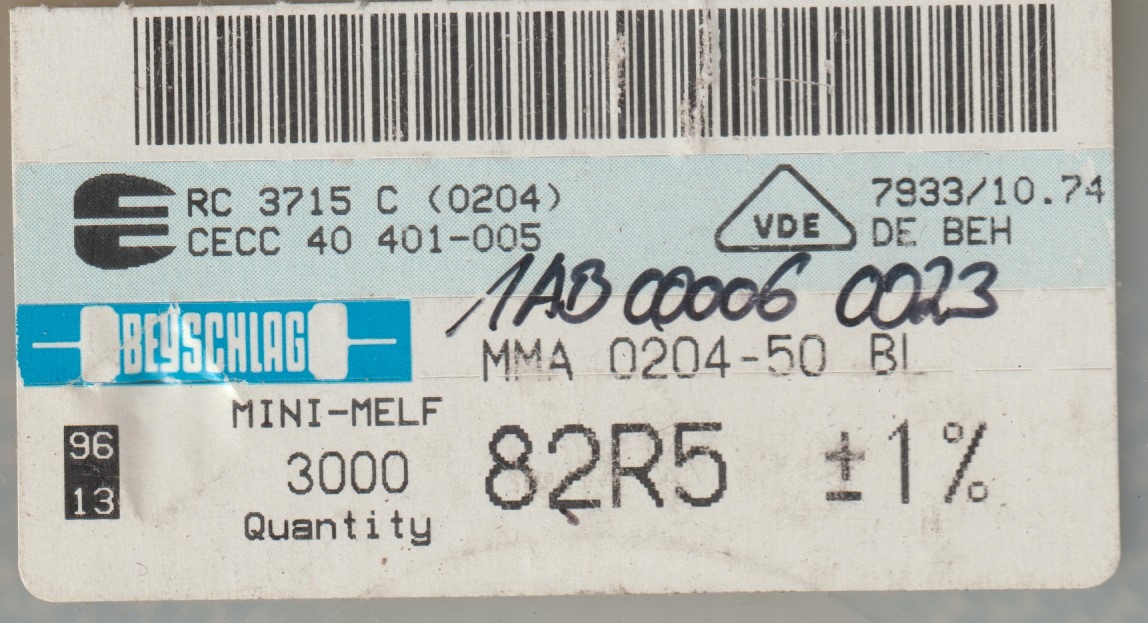 RC 3715 C (0204)
CECC 40 401-005
VDE
7933/10.74
DE BEH
1AB 00006 0023
BEYSCHLAG
MMA 0204-50 BL
MINI-MELF
96
13
3000
Quantity
82R5 ±1%